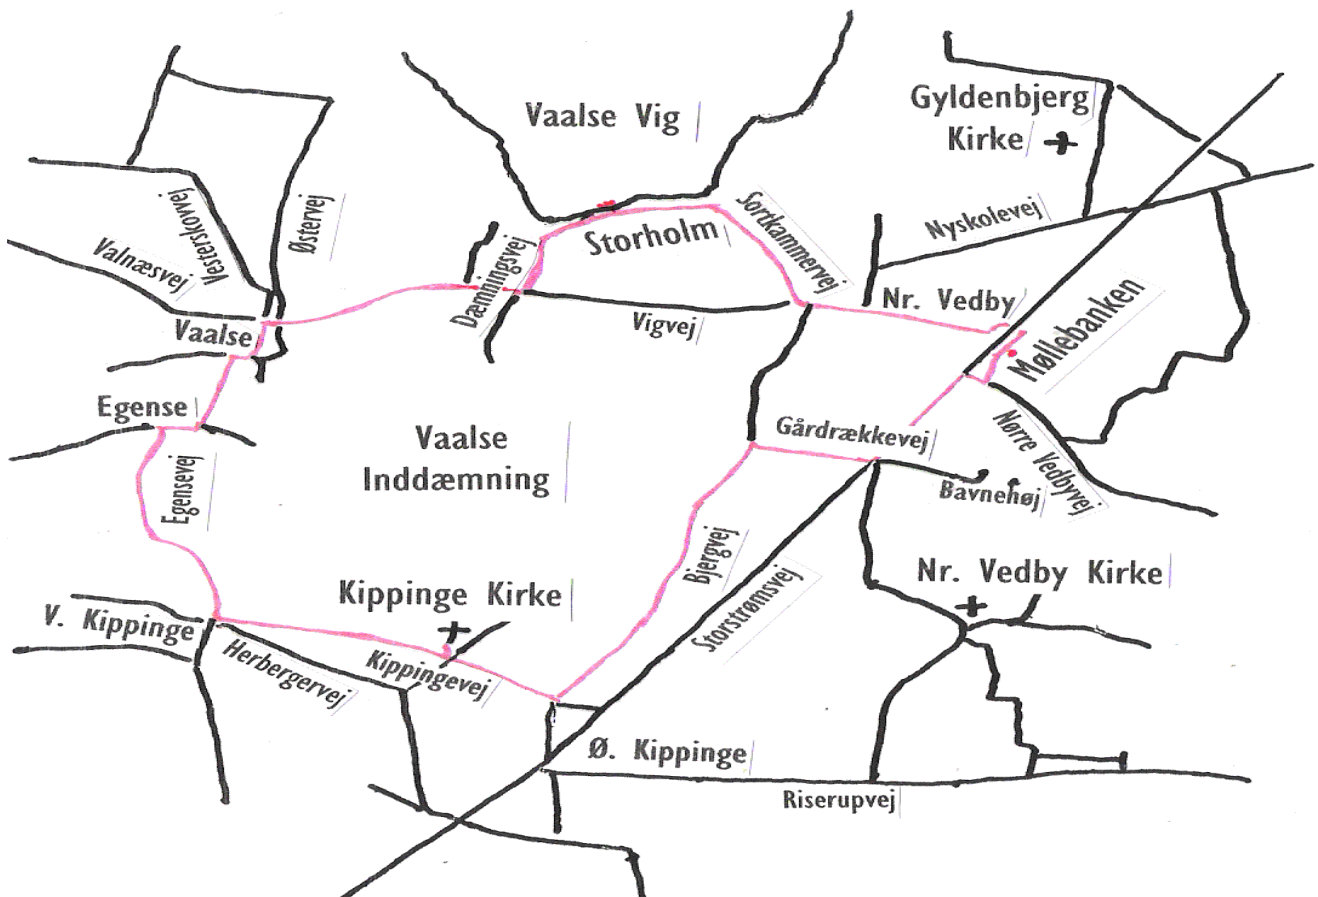 Gyldenbjerg
Kirke
Vaalse Vig
Vesterskovvej
Østervej
Valnæsvej
Sortkammervej
Nyskolevej
Storholm
Dæmningsvej
Nr. Vedby
Møllebanken
Vaalse
Vigvej
Egense
Gårdrækkevej
Nørre Vedbyvej
Vaalse
Inddæmning
Egensevej
Bavnehøj
Bjergvej
Kippinge Kirke
Nr. Vedby Kirke
V. Kippinge
Storstrømsvej
Herbergervej
Kippingevej
Ø. Kippinge
Riserupvej